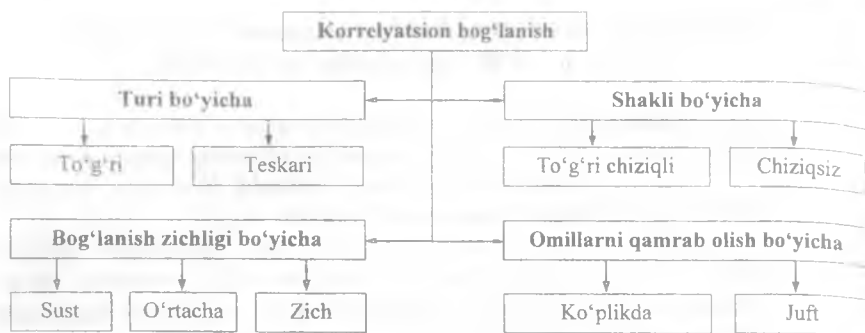 Korrelyatsion bog‘lanish
Turi bo‘yicha
Shakli bo‘yicha
To‘g‘ri
Teskari
To‘g‘ri chiziqli
Chiziqsiz
Bog‘lanish zichligi bo‘yicha
Omillarni qamrab olish bo‘yicha
Sust
O‘rtacha
Zich
Ko‘plikda
Juft